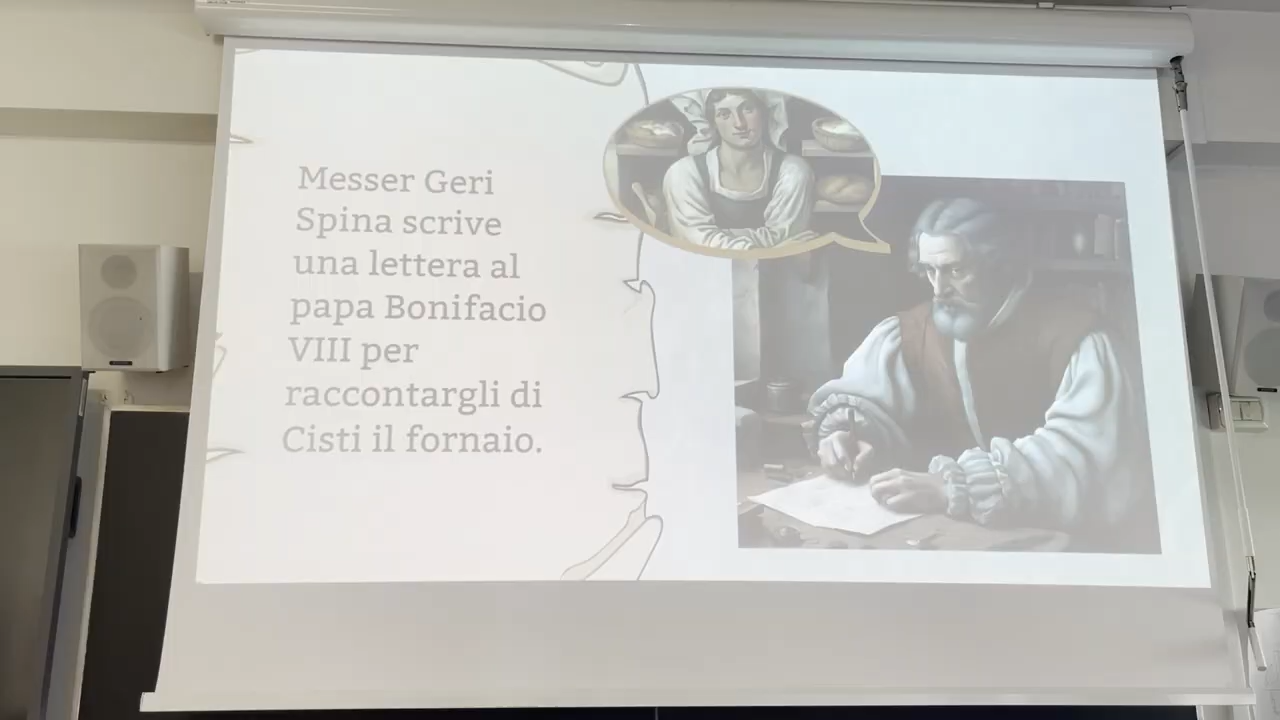 Messer Geri
Spina scrive
una lettera al
papa Bonifacio
VIII per
raccontargli di
Cisti il fornaio.